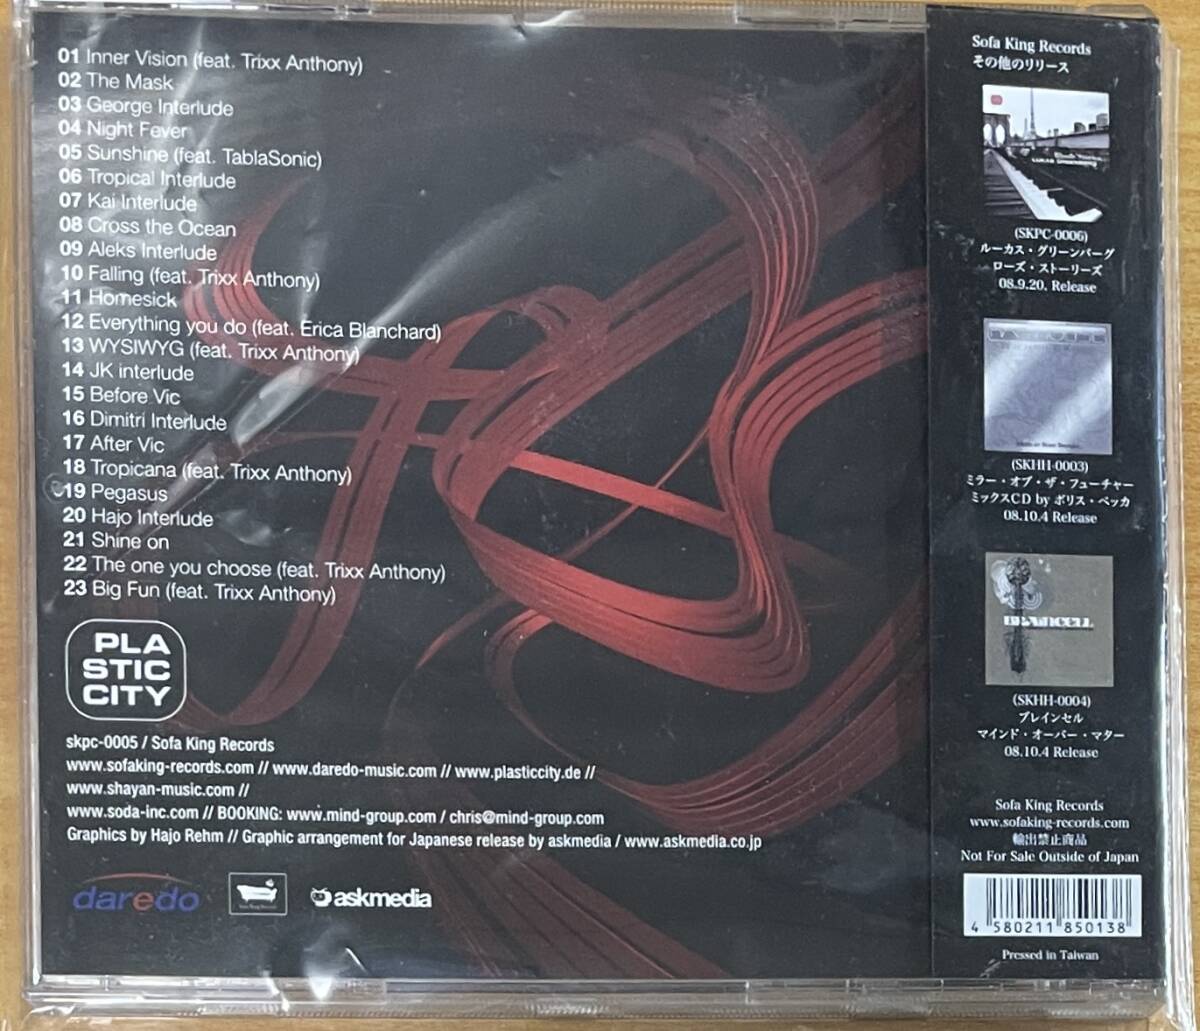 01 Inner Vision (feat. Trixx Anthony)
02 The Mask
03 George Interlude
04 Night Fever
05 Sunshine (feat. TablaSonic)
06 Tropical Interlude
07 Kai Interlude
08 Cross the Ocean
09 Aleks Interlude
10 Falling (feat. Trixx Anthony)
11 Homesick
12 Everything you do (feat. Erica Blanchard)
13 WYSIWYG (feat. Trixx Anthony)
14 JK interlude
15 Before Vic
16 Dimitri Interlude
17 After Vic
18 Tropicana (feat. Trixx Anthony)
19 Pegasus
20 Hajo Interlude
21 Shine on
22 The one you choose (feat. Trixx Anthony)
23 Big Fun (feat. Trixx Anthony)
PLA
STIC
CITY
skpc-0005 / Sofa King Records
www.sofaking-records.com // www.daredo-music.com // www.plasticcity.de //
www.shayan-music.com //
www.soda-inc.com // BOOKING: www.mind-group.com / chris@mind-group.com
Graphics by Hajo Rehm // Graphic arrangement for Japanese release by askmedia / www.askmedia.co.jp
daredo
askmedia
Sofa King Records
その他のリリース
(SKPC-0006)
ルーカス・グリーンバーグ
ローズ・ストーリーズ
08.9.20. Release
(SKHH-0003)
ミラー・オブ・ザ・フューチャー
ミックスCD by ボリス・ベッカ
08.10.4 Release
BRAINCELL
(SKHH-0004)
ブレインセル
マインド・オーバー・マター
08.10.4 Release
Sofa King Records
www.sofaking-records.com
輸出禁止商品
Not For Sale Outside of Japan
4 580211 850138
Pressed in Taiwan